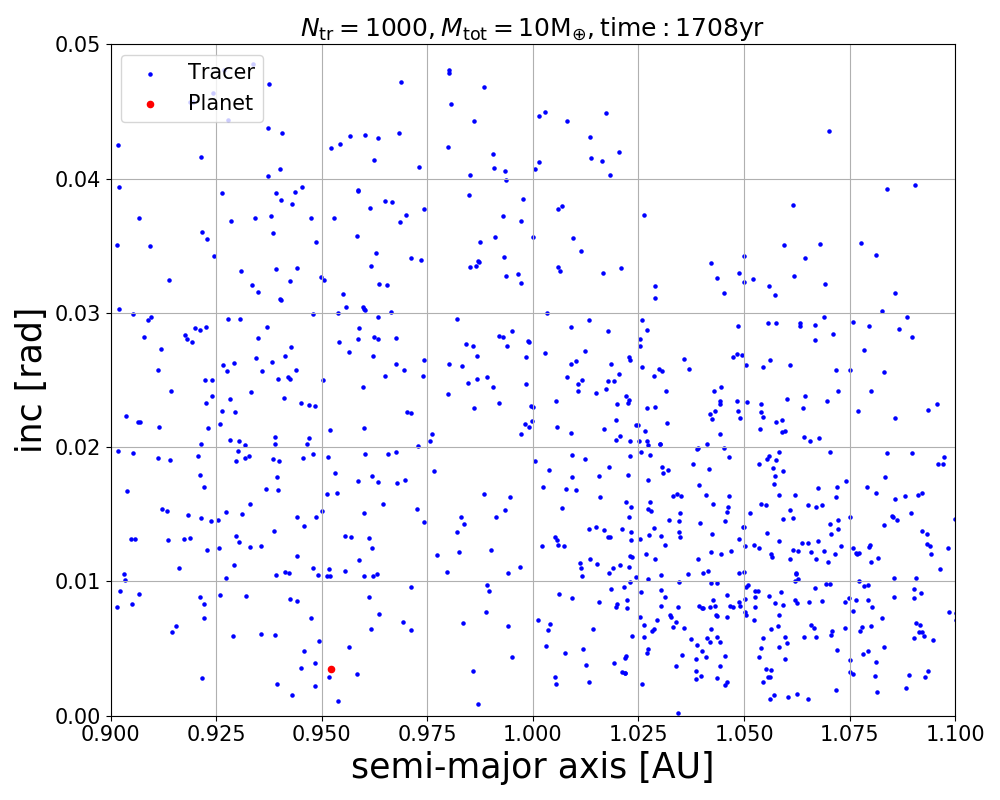 N_tr = 1000, M_tot = 10M_⊕, time : 1708yr
Tracer
Planet
0.05
0.04
0.03
0.02
0.01
0.00
inc [rad]
0.900 0.925 0.950 0.975 1.000 1.025 1.050 1.075 1.100
semi-major axis [AU]